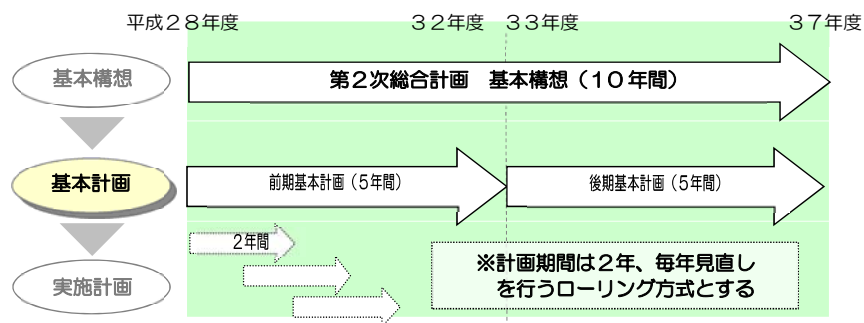 平成２８年度
３２年度
３３年度
３７年度
基本構想
第２次総合計画　基本構想（１０年間）
基本計画
前期基本計画（５年間）
後期基本計画（５年間）
２年間
実施計画
※計画期間は２年、毎年見直し
を行うローリング方式とする